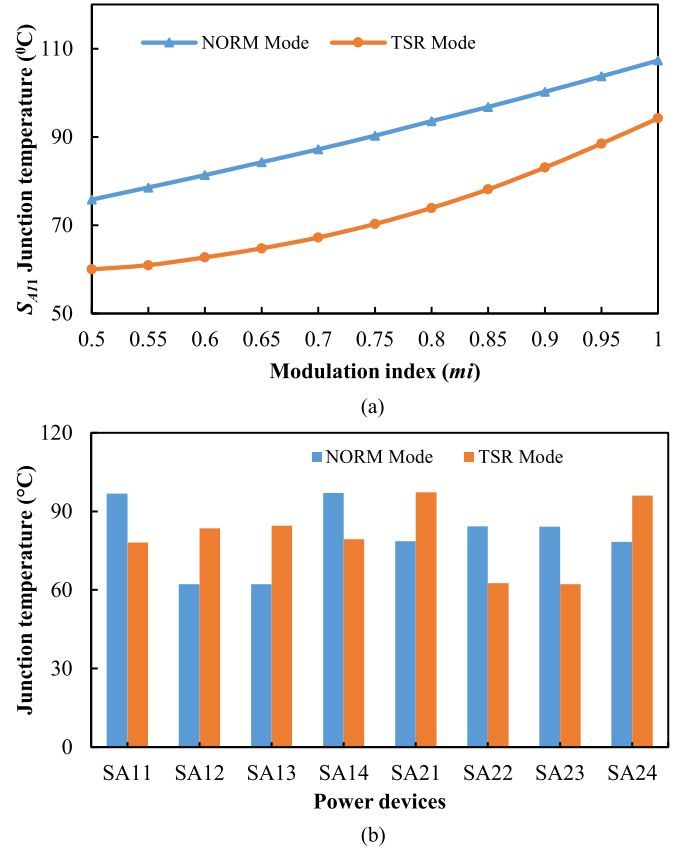 NORM Mode TSR Mode
S_AI1 Junction temperature (⁰C)
110
90
70
50
0.5 0.55 0.6 0.65 0.7 0.75 0.8 0.85 0.9 0.95 1
Modulation index (mi)
(a)
NORM Mode TSR Mode
Junction temperature (°C)
120
90
60
30
0
SA11 SA12 SA13 SA14 SA21 SA22 SA23 SA24
Power devices
(b)